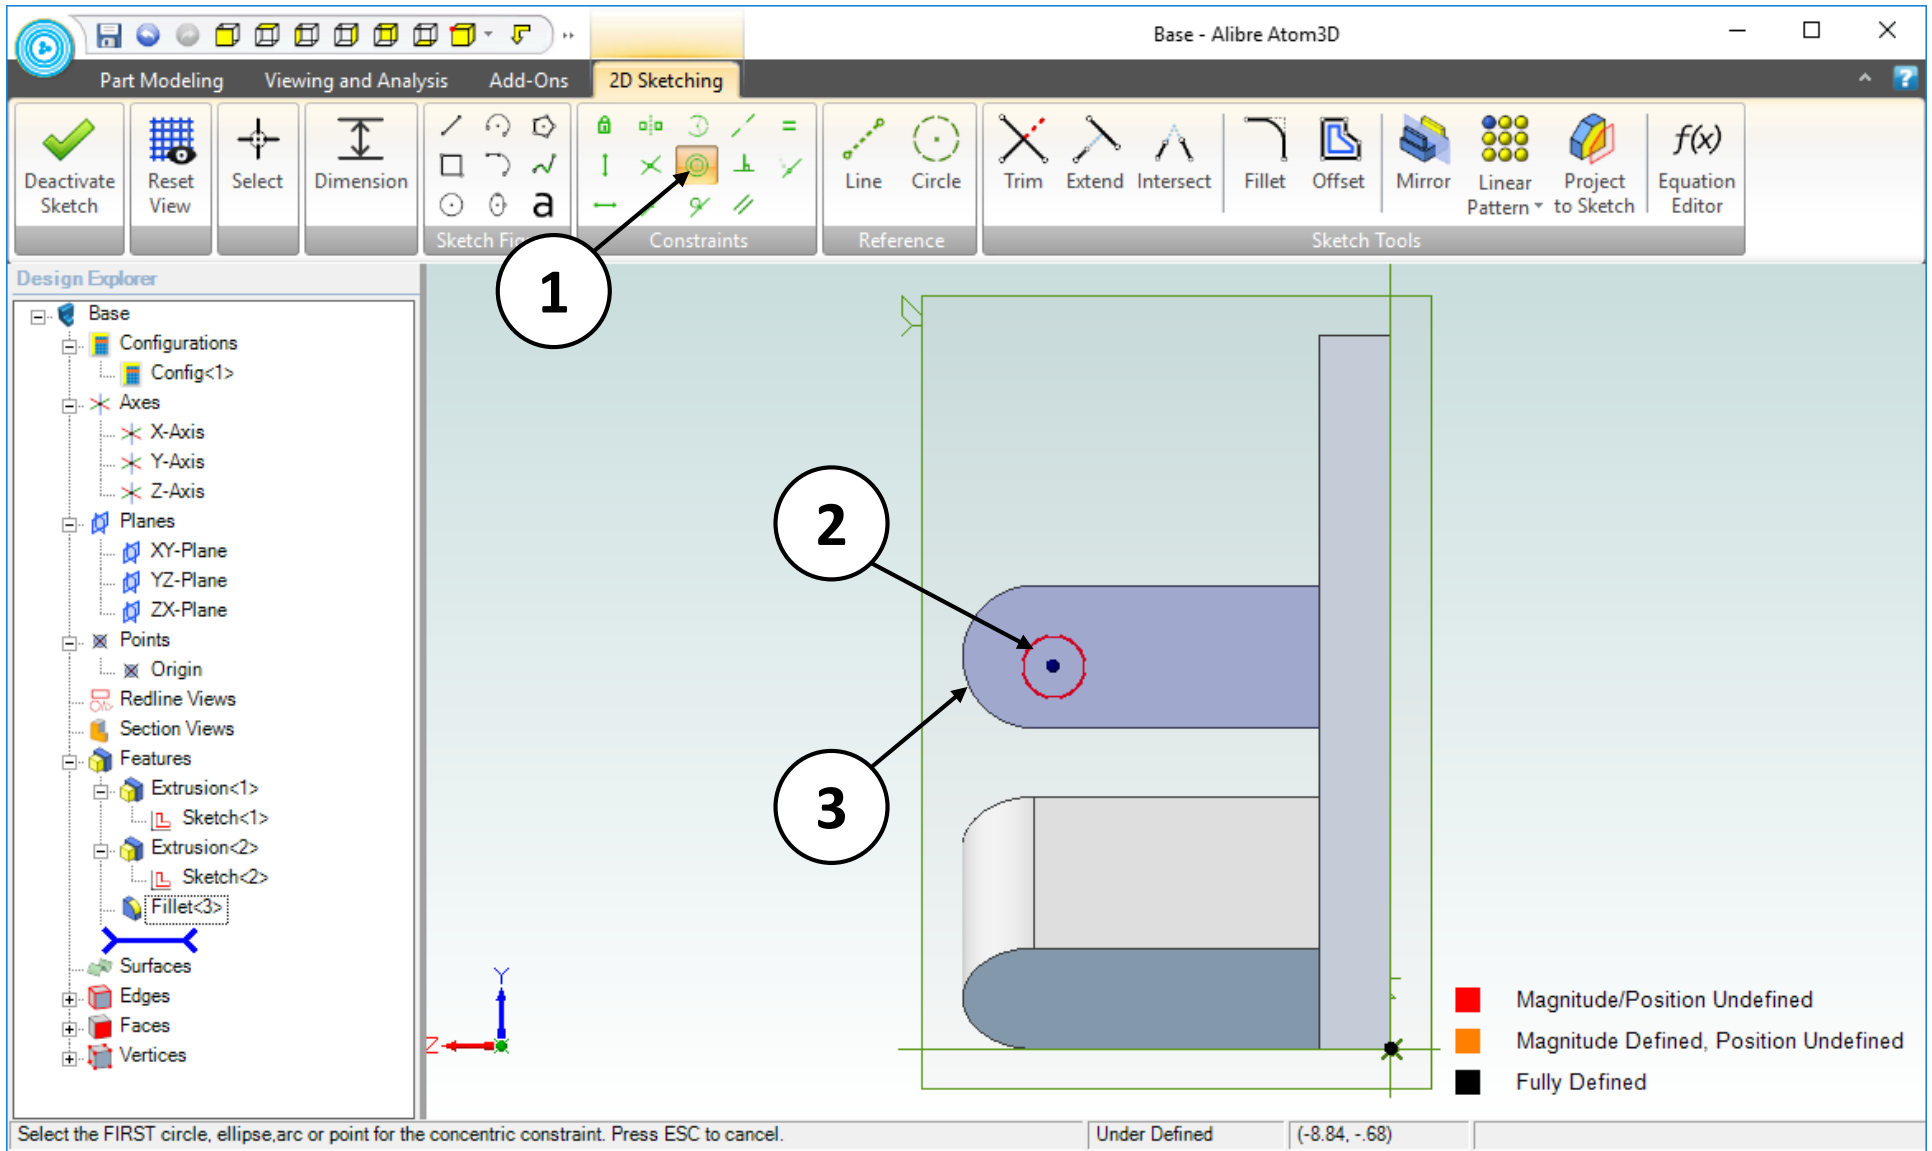 Base - Alibre Atom3D
Part Modeling Viewing and Analysis Add-Ons 2D Sketching
Deactivate Sketch
Reset View
Select
Dimension
a
Line
Circle
Trim
Extend
Intersect
Fillet
Offset
Mirror
Linear Pattern
Project to Sketch
f(x)
Equation Editor
Constraints Reference Sketch Tools
Design Explorer
Base
Configurations
Config<1>
Axes
X-Axis
Y-Axis
Z-Axis
Planes
XY-Plane
YZ-Plane
ZX-Plane
Points
Origin
Redline Views
Section Views
Features
Extrusion<1>
Sketch<1>
Extrusion<2>
Sketch<2>
Fillet<3>
Surfaces
Edges
Faces
Vertices
1
2
3
Y
Z
Magnitude/Position Undefined
Magnitude Defined, Position Undefined
Fully Defined
Select the FIRST circle, ellipse,arc or point for the concentric constraint. Press ESC to cancel.
Under Defined
(-8.84, -.68)